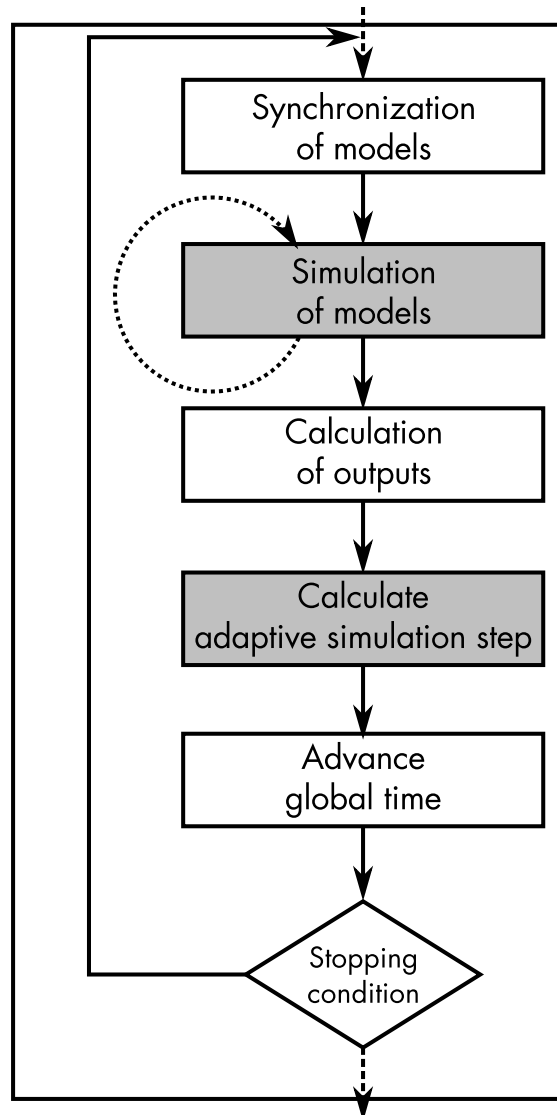 Synchronization
of models
Simulation
of models
Calculation
of outputs
Calculate
adaptive simulation step
Advance
global time
Stopping
condition